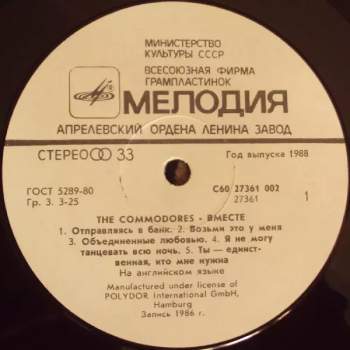 МИНИСТЕРСТВО
КУЛЬТУРЫ СССР
ВСЕСОЮЗНАЯ ФИРМА
ГРАМПЛАСТИНОК
МЕЛОДИЯ
АПРЕЛЕВСКИЙ ОРДЕНА ЛЕНИНА ЗАВОД
СТЕРЕО 33
Год выпуска 1988
ГОСТ 5289-80
Гр. 3. 3-25
С60 27361 002
27361
1
THE COMMODORES - ВМЕСТЕ
1. Отправляясь в банк. 2. Возьми это у меня
3. Объединенные любовью. 4. Я не могу
танцевать всю ночь. 5. Ты — единст-
венная, кто мне нужна
На английском языке
Manufactured under license of
POLYDOR International GmbH,
Hamburg
Запись 1986 г.